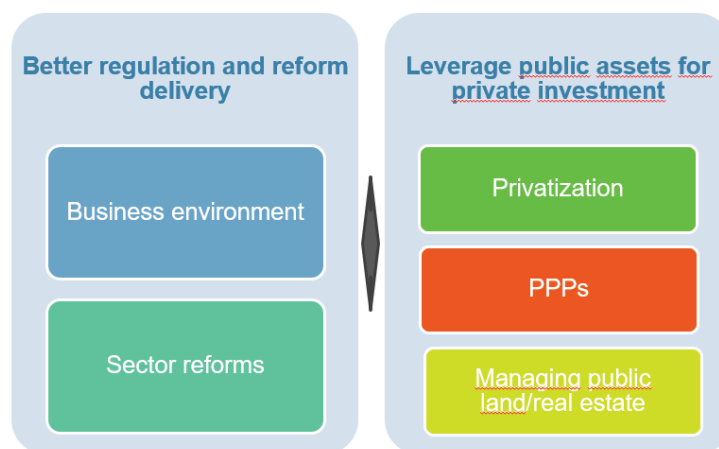 Better regulation and reform
delivery
Business environment
Sector reforms
Leverage public assets for
private investment
Privatization
PPPs
Managing public
land/real estate